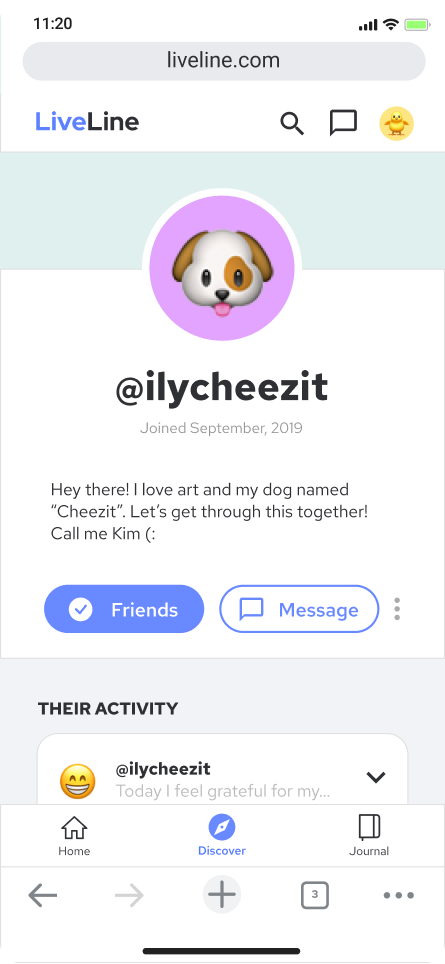 11:20
liveline.com
LiveLine
@ilycheezit
Joined September, 2019
Hey there! I love art and my dog named
“Cheezit”. Let’s get through this together!
Call me Kim (:
Friends
Message
THEIR ACTIVITY
@ilycheezit
Today I feel grateful for my...
Home
Discover
Journal
3